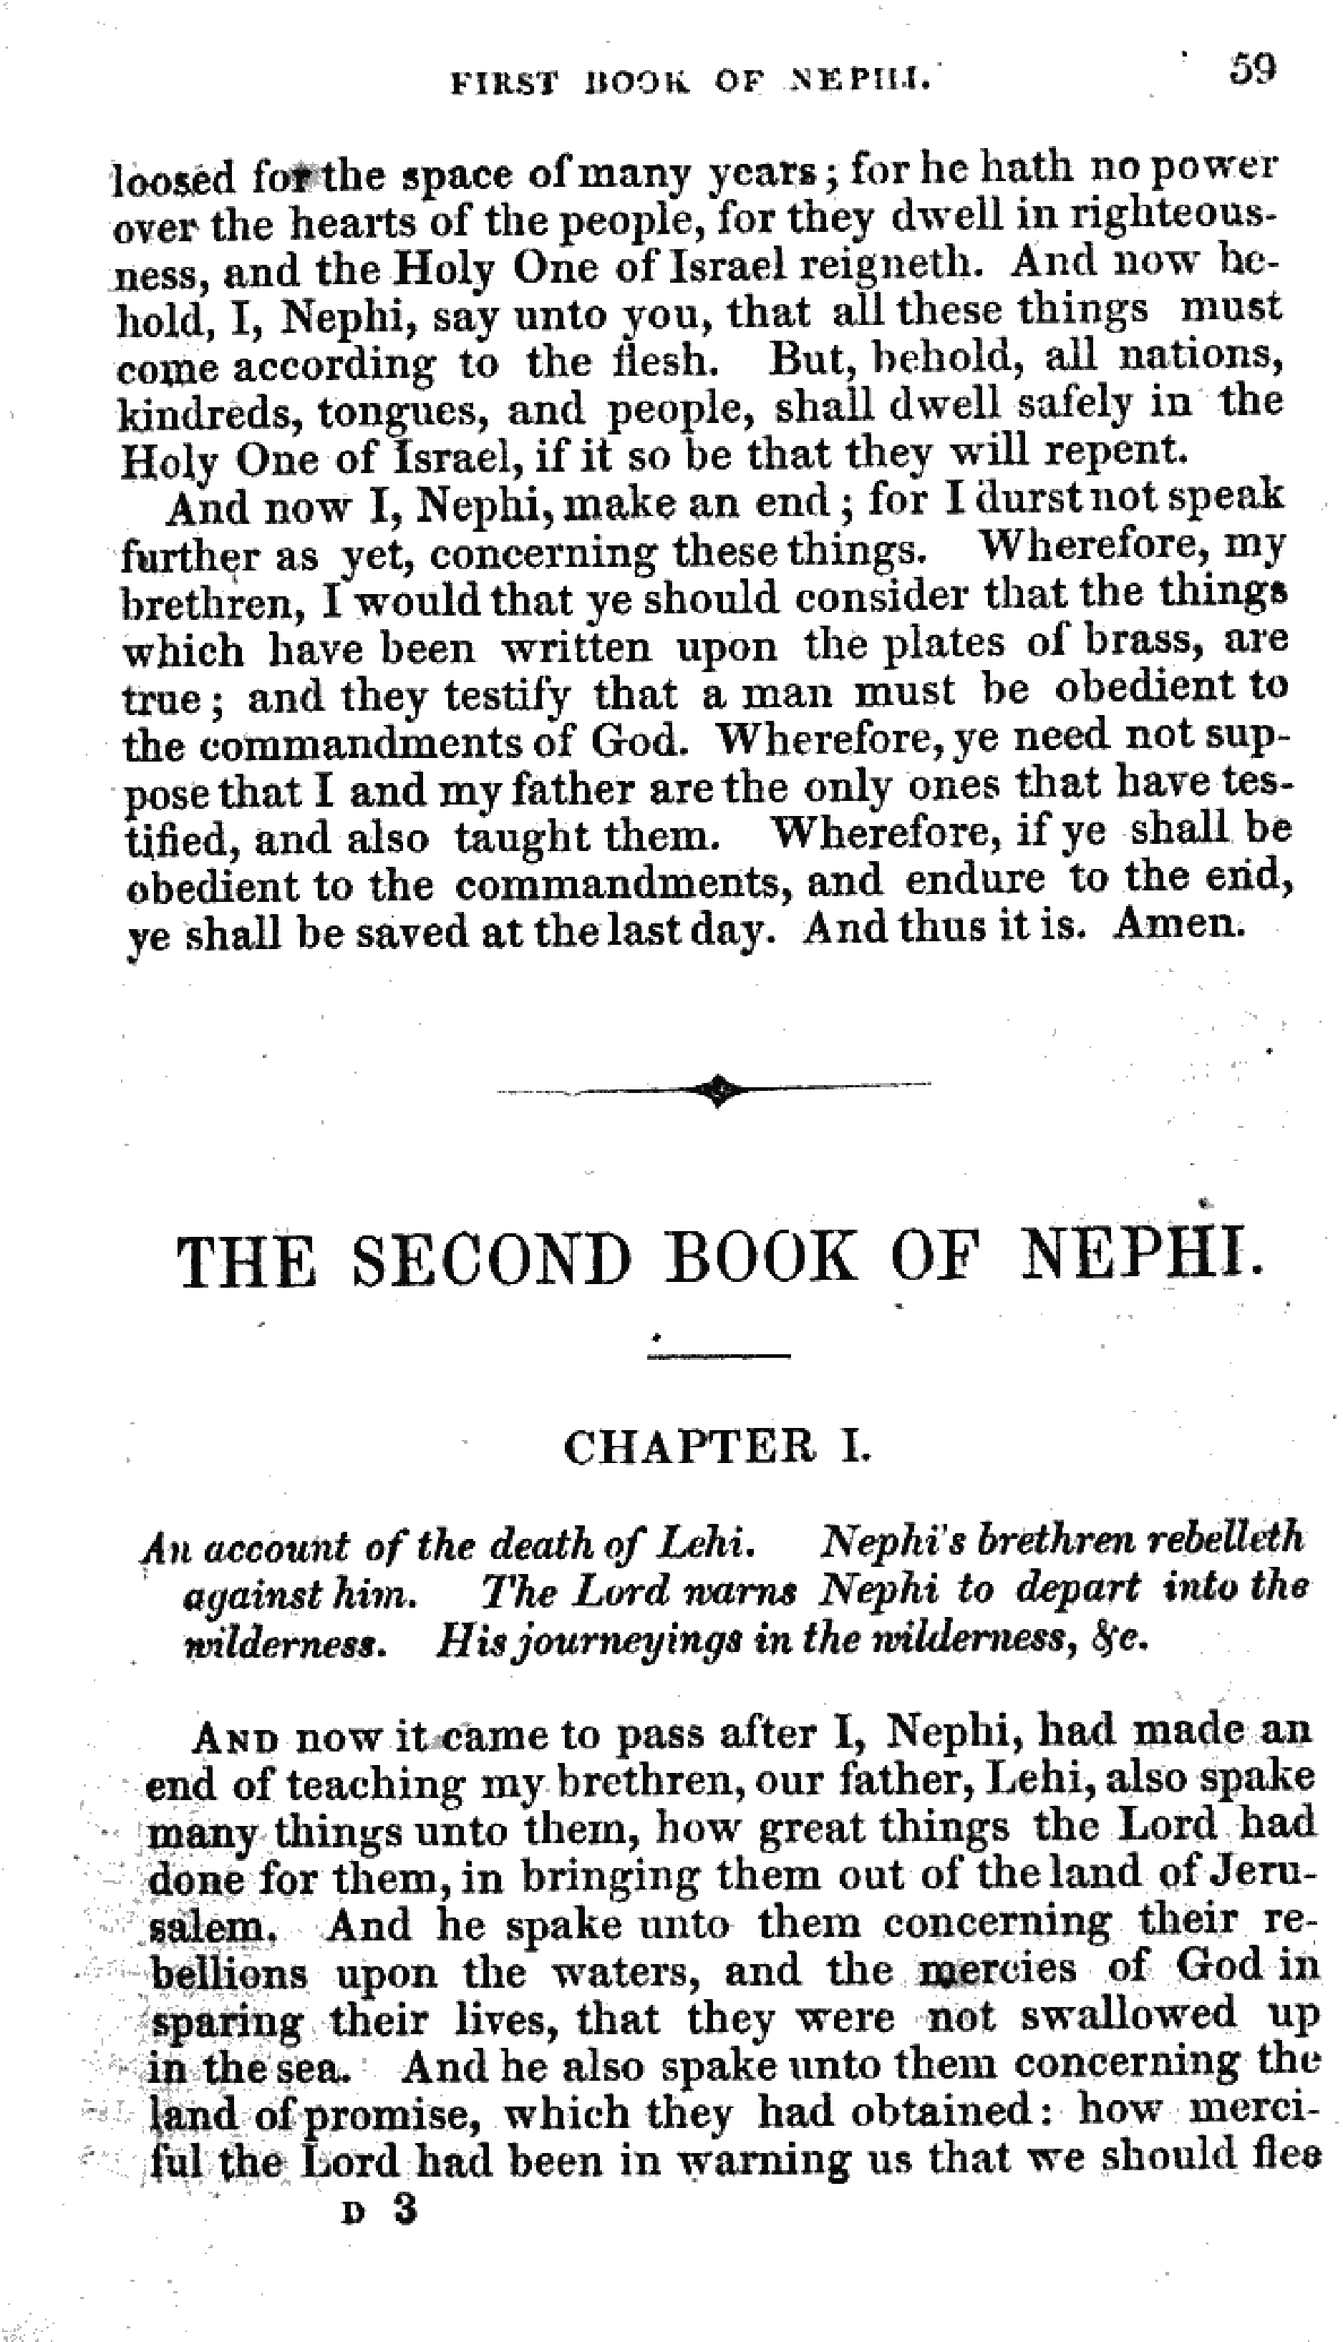 FIRST BOOK OF NEPHI. 59
loosed for the space of many years; for he hath no power
over the hearts of the people, for they dwell in righteous-
ness, and the Holy One of Israel reigneth. And now be-
hold, I, Nephi, say unto you, that all these things must
come according to the flesh. But, behold, all nations,
kindreds, tongues, and people, shall dwell safely in the
Holy One of Israel, if it so be that they will repent.
And now I, Nephi, make an end; for I durst not speak
further as yet, concerning these things. Wherefore, my
brethren, I would that ye should consider that the things
which have been written upon the plates of brass, are
true; and they testify that a man must be obedient to
the commandments of God. Wherefore, ye need not sup-
pose that I and my father are the only ones that have tes-
tified, and also taught them. Wherefore, if ye shall be
obedient to the commandments, and endure to the end,
ye shall be saved at the last day. And thus it is. Amen.
THE SECOND BOOK OF NEPHI.
CHAPTER I.
An account of the death of Lehi. Nephi's brethren rebelleth
against him. The Lord warns Nephi to depart into the
wilderness. His journeyings in the wilderness, &c.
AND now it came to pass after I, Nephi, had made an
end of teaching my brethren, our father, Lehi, also spake
many things unto them, how great things the Lord had
done for them, in bringing them out of the land of Jeru-
salem. And he spake unto them concerning their re-
bellions upon the waters, and the mercies of God in
sparing their lives, that they were not swallowed up
in the sea. And he also spake unto them concerning the
land of promise, which they had obtained: how merci-
ful the Lord had been in warning us that we should flee
D 3